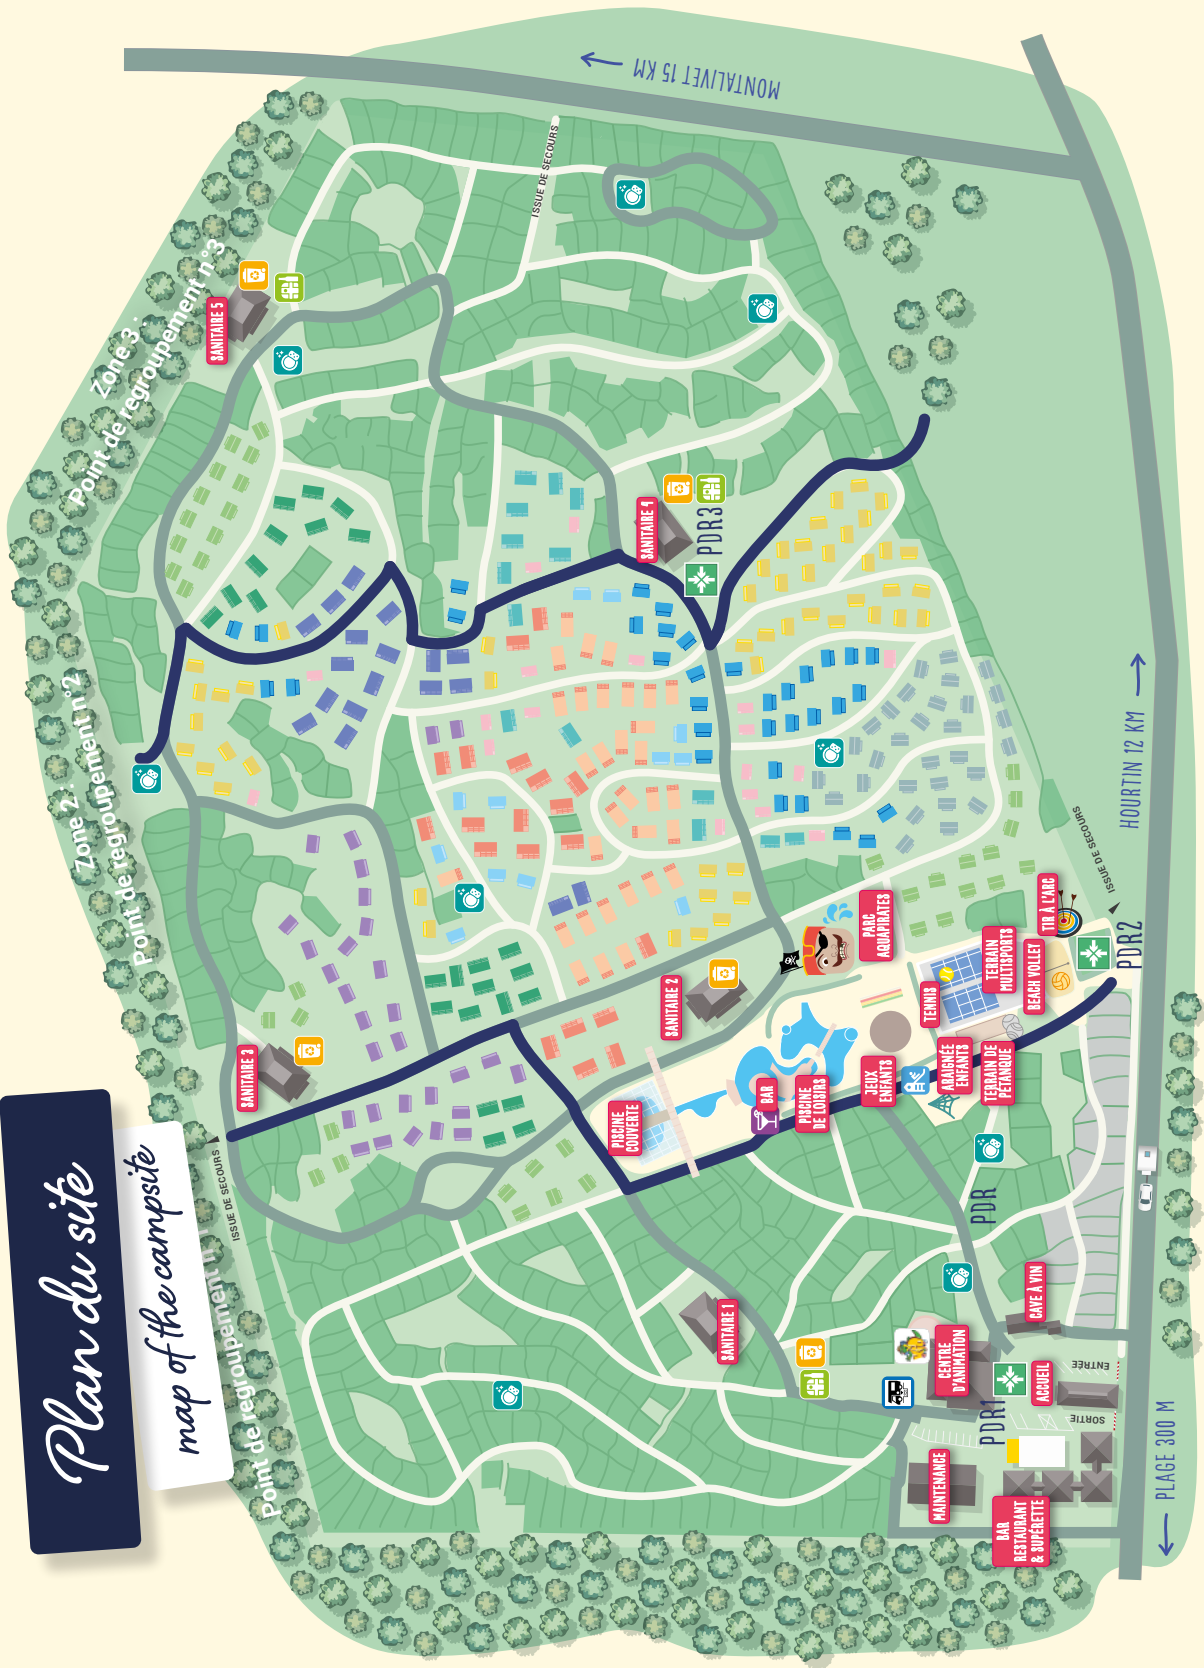 Plan du site
map of the campsite
Zone 3 :
Point de regroupement n°3
Zone 2 :
Point de regroupement n°2
Point de regroupement n
MONTALIVET 15 KM
HOURTIN 12 KM
PLAGE 300 M
ISSUE DE SECOURS
ISSUE DE SECOURS
ISSUE DE SECOURS
SANITAIRE 5
SANITAIRE 4
SANITAIRE 3
SANITAIRE 2
SANITAIRE 1
PDR3
PDR2
PDR
PDR1
PARC
AQUAPIRATES
TIR À L'ARC
TERRAIN
MULTISPORTS
BEACH VOLLEY
TENNIS
ARAIGNÉE
ENFANTS
TERRAIN DE
PÉTANQUE
JEUX
ENFANTS
BAR
PISCINE
DE LOISIRS
PISCINE
COUVERTE
CAVE À VIN
CENTRE
D'ANIMATION
ACCUEIL
ENTRÉE
SORTIE
MAINTENANCE
BAR
RESTAURANT
& SUPÉRETTE